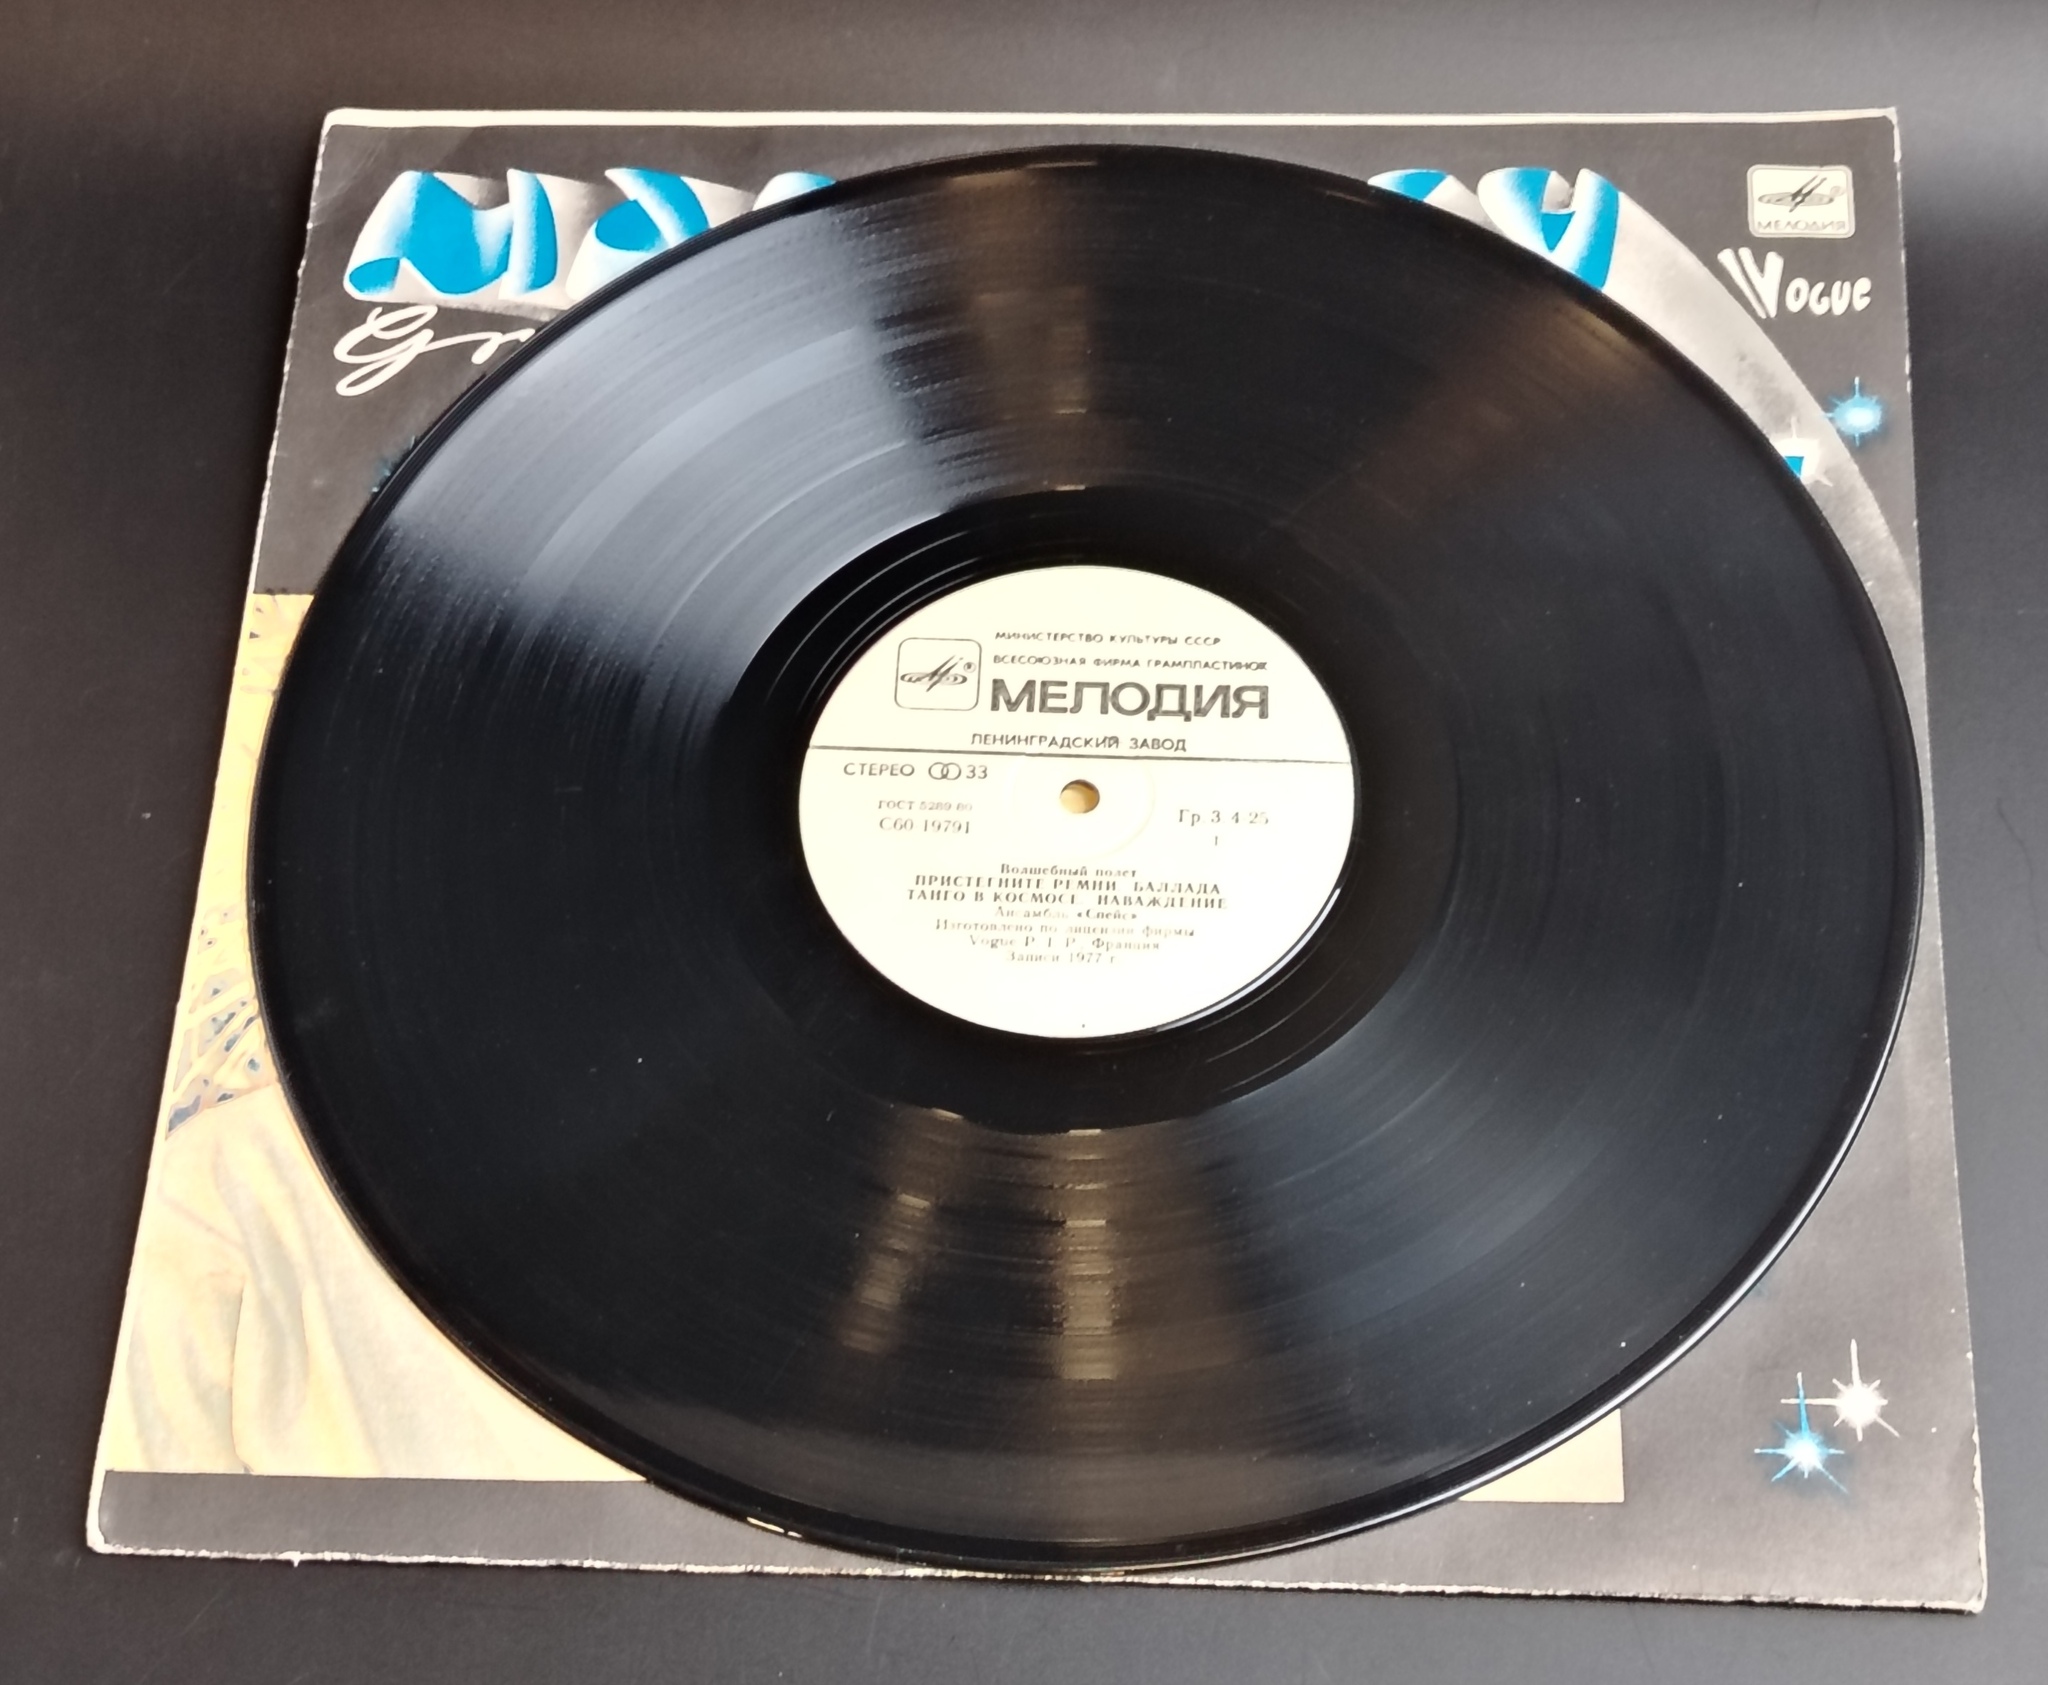 МЕЛОДИЯ
Vogue
МИНИСТЕРСТВО КУЛЬТУРЫ СССР
ВСЕСОЮЗНАЯ ФИРМА ГРАМПЛАСТИНОК
МЕЛОДИЯ
ЛЕНИНГРАДСКИЙ ЗАВОД
СТЕРЕО 33
ГОСТ 5289-80
С60 19791
Гр. 3 4-25
1
Волшебный полет
ПРИСТЕГНИТЕ РЕМНИ БАЛЛАДА
ТАНГО В КОСМОСЕ НАВАЖДЕНИЕ
Ансамбль «Спейс»
Изготовлено по лицензии фирмы
Vogue P. I. P., Франция
Записи 1977 г.